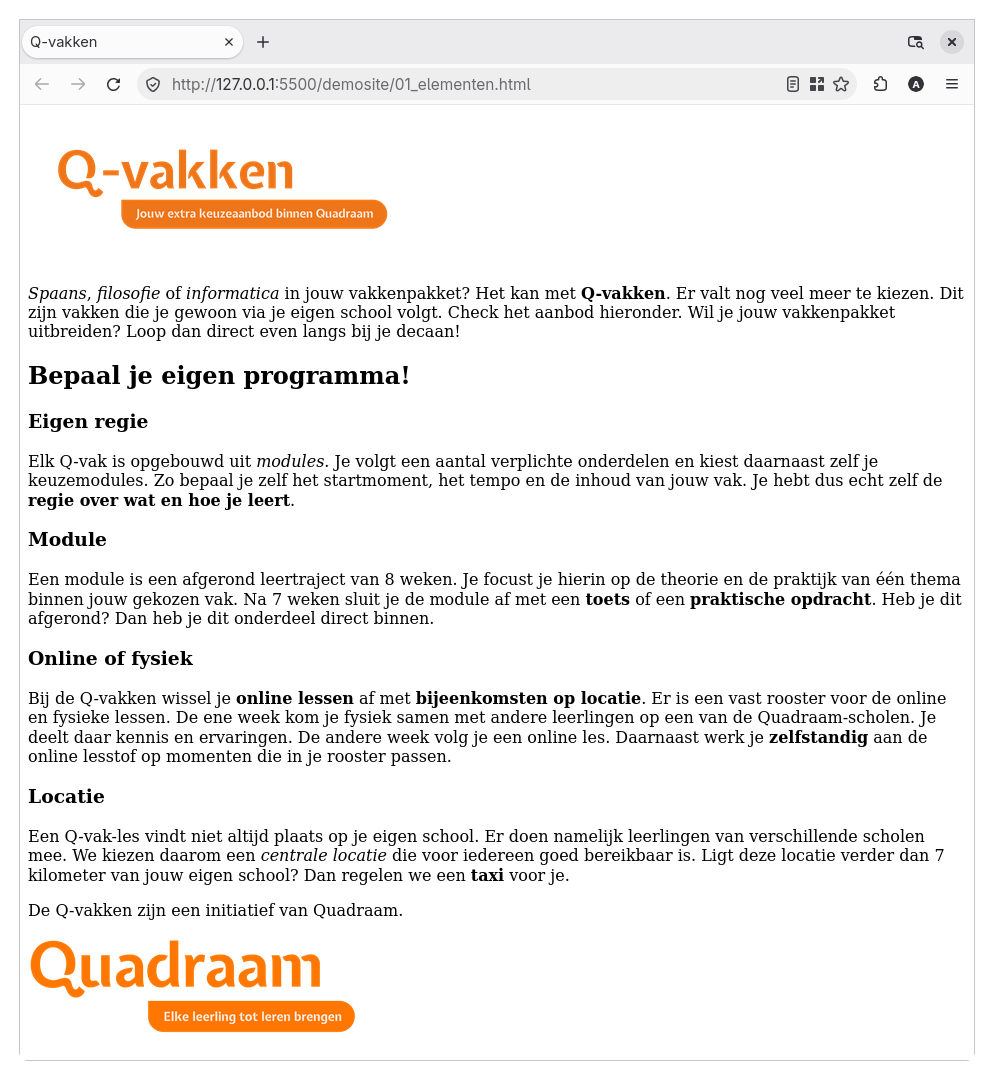 Q-vakken
http://127.0.0.1:5500/demosite/01_elementen.html
A
Q-vakken
Jouw extra keuzeaanbod binnen Quadraam
Spaans, filosofie of informatica in jouw vakkenpakket? Het kan met Q-vakken. Er valt nog veel meer te kiezen. Dit
zijn vakken die je gewoon via je eigen school volgt. Check het aanbod hieronder. Wil je jouw vakkenpakket
uitbreiden? Loop dan direct even langs bij je decaan!
Bepaal je eigen programma!
Eigen regie
Elk Q-vak is opgebouwd uit modules. Je volgt een aantal verplichte onderdelen en kiest daarnaast zelf je
keuzemodules. Zo bepaal je zelf het startmoment, het tempo en de inhoud van jouw vak. Je hebt dus echt zelf de
regie over wat en hoe je leert.
Module
Een module is een afgerond leertraject van 8 weken. Je focust je hierin op de theorie en de praktijk van één thema
binnen jouw gekozen vak. Na 7 weken sluit je de module af met een toets of een praktische opdracht. Heb je dit
afgerond? Dan heb je dit onderdeel direct binnen.
Online of fysiek
Bij de Q-vakken wissel je online lessen af met bijeenkomsten op locatie. Er is een vast rooster voor de online
en fysieke lessen. De ene week kom je fysiek samen met andere leerlingen op een van de Quadraam-scholen. Je
deelt daar kennis en ervaringen. De andere week volg je een online les. Daarnaast werk je zelfstandig aan de
online lesstof op momenten die in je rooster passen.
Locatie
Een Q-vak-les vindt niet altijd plaats op je eigen school. Er doen namelijk leerlingen van verschillende scholen
mee. We kiezen daarom een centrale locatie die voor iedereen goed bereikbaar is. Ligt deze locatie verder dan 7
kilometer van jouw eigen school? Dan regelen we een taxi voor je.
De Q-vakken zijn een initiatief van Quadraam.
Quadraam
Elke leerling tot leren brengen